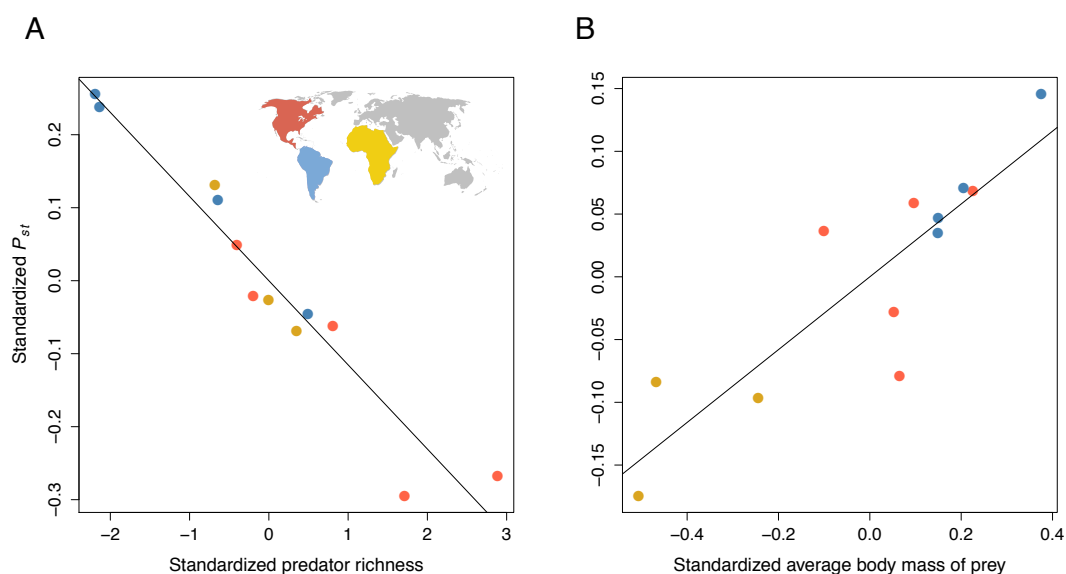 A
Standardized P_st
0.2
0.1
0.0
−0.1
−0.2
−0.3
−2 −1 0 1 2 3
Standardized predator richness
B
0.15
0.10
0.05
0.00
−0.05
−0.10
−0.15
−0.4 −0.2 0.0 0.2 0.4
Standardized average body mass of prey